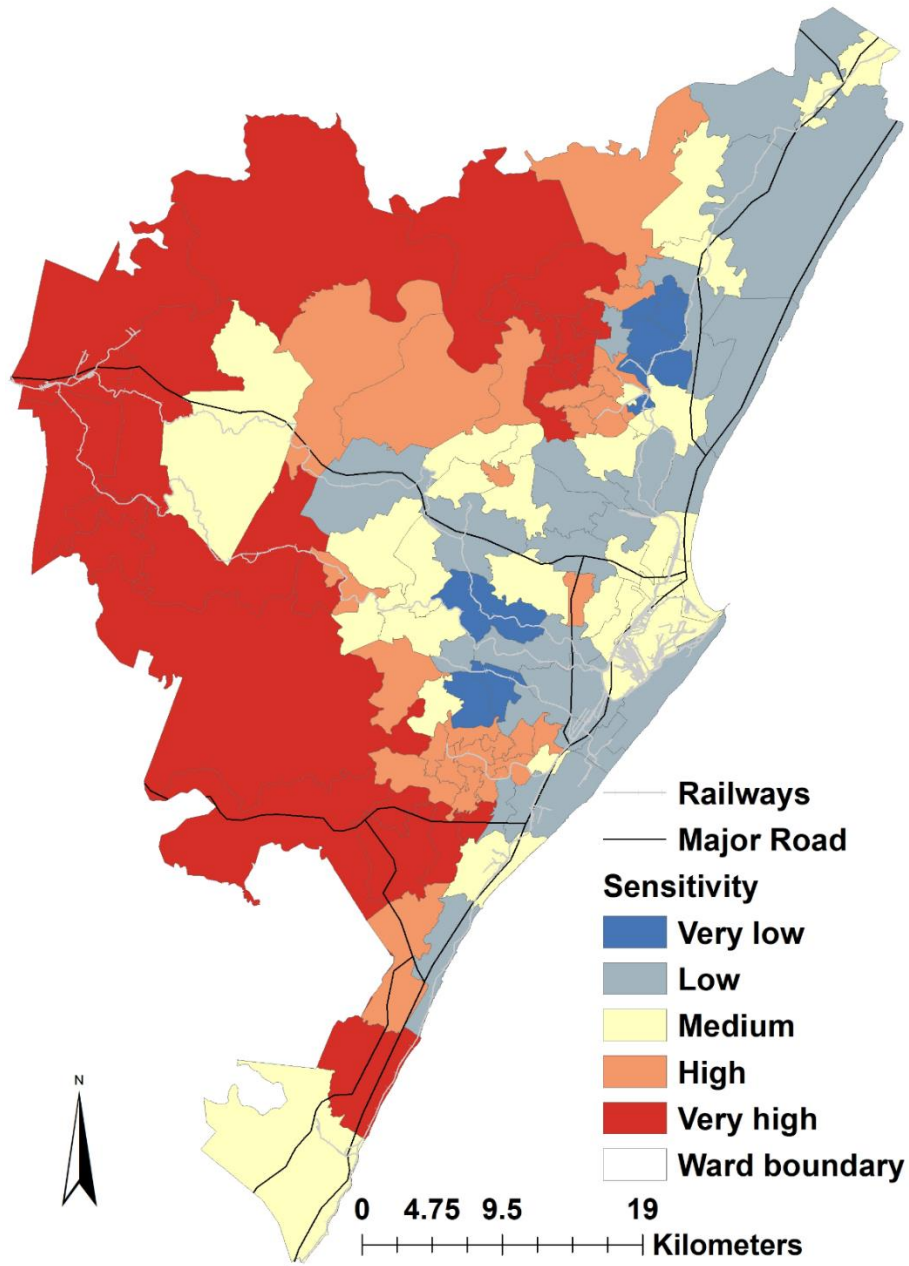 Railways
Major Road
Sensitivity
Very low
Low
Medium
High
Very high
Ward boundary
N
0 4.75 9.5 19
Kilometers